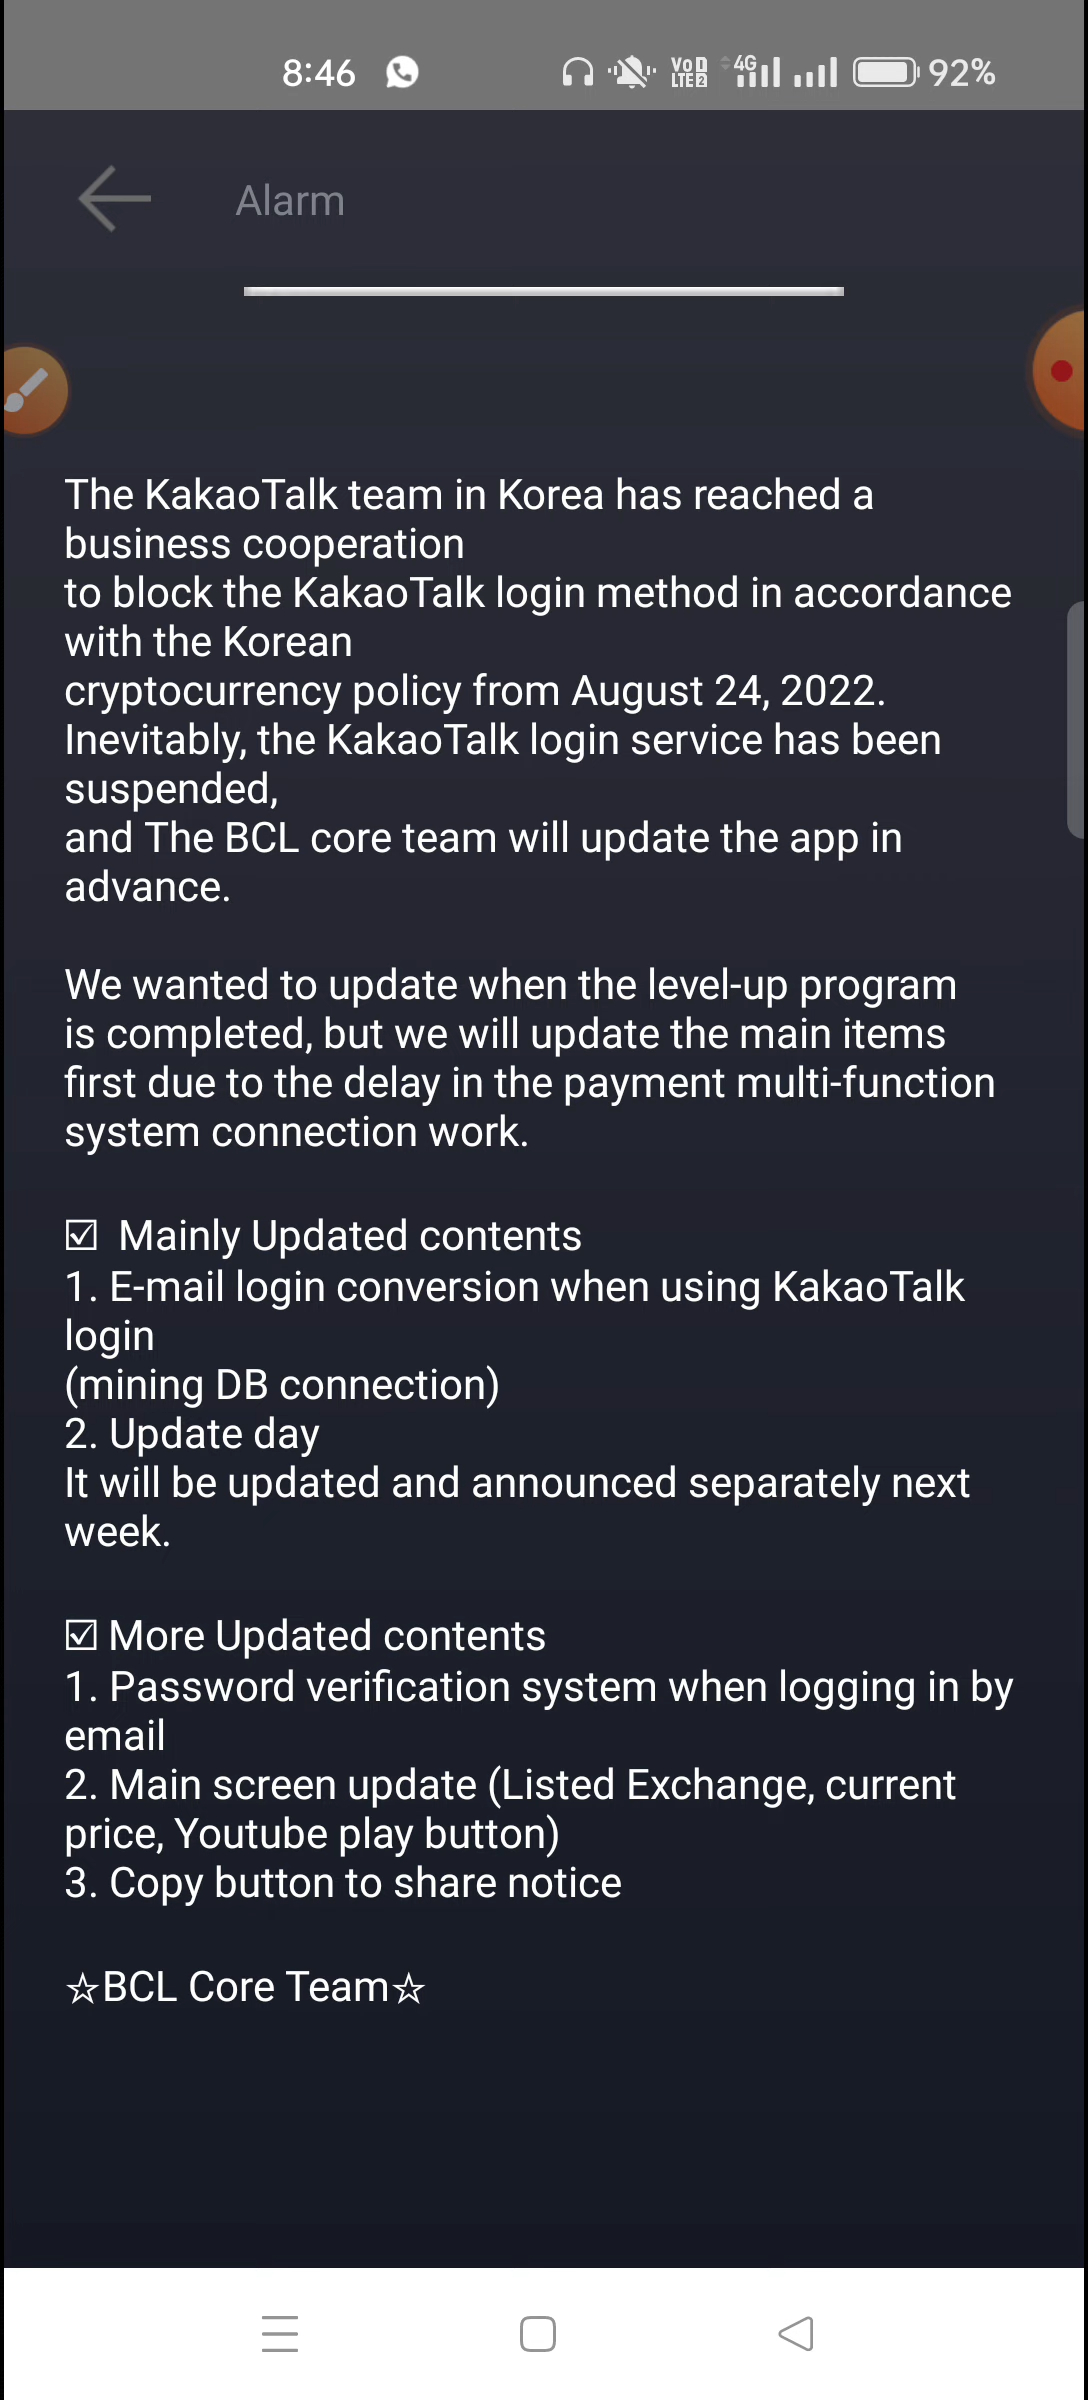 8:46
VoD LTE2 4G 92%
Alarm
The KakaoTalk team in Korea has reached a
business cooperation
to block the KakaoTalk login method in accordance
with the Korean
cryptocurrency policy from August 24, 2022.
Inevitably, the KakaoTalk login service has been
suspended,
and The BCL core team will update the app in
advance.
We wanted to update when the level-up program
is completed, but we will update the main items
first due to the delay in the payment multi-function
system connection work.
☑ Mainly Updated contents
1. E-mail login conversion when using KakaoTalk
login
(mining DB connection)
2. Update day
It will be updated and announced separately next
week.
☑ More Updated contents
1. Password verification system when logging in by
email
2. Main screen update (Listed Exchange, current
price, Youtube play button)
3. Copy button to share notice
☆BCL Core Team☆